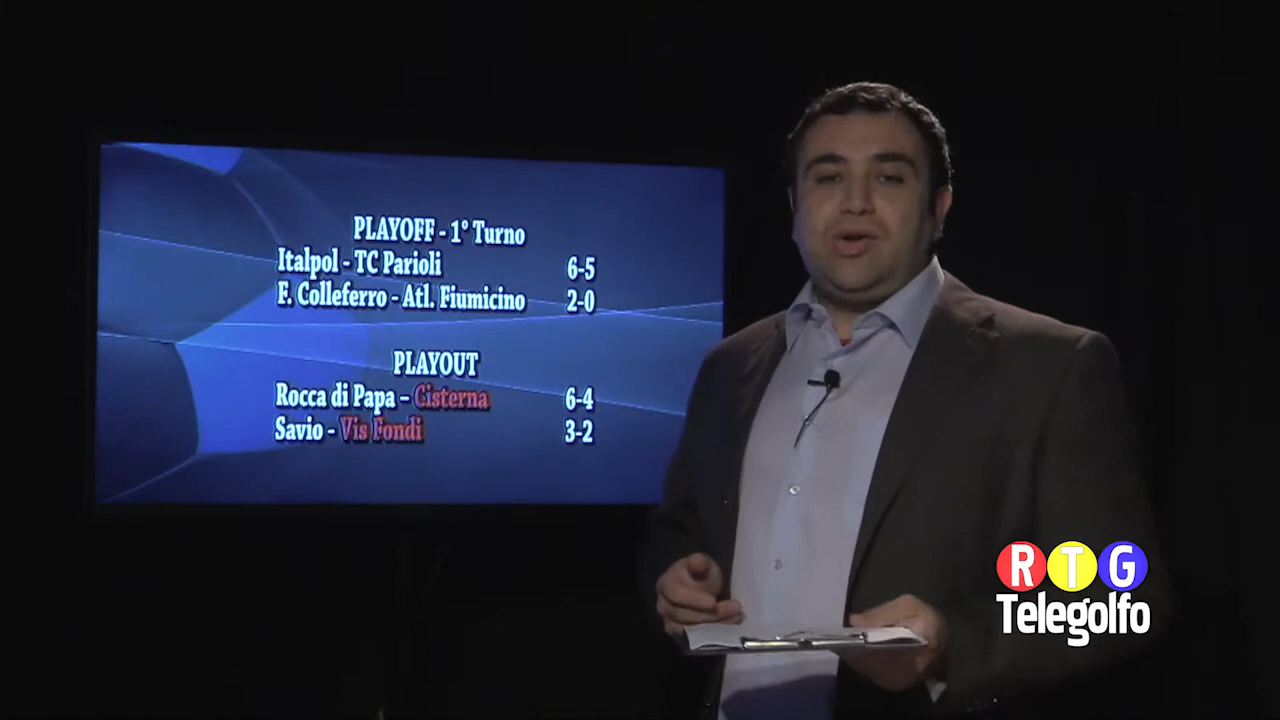 PLAYOFF - 1° Turno
Italpol - TC Parioli 6-5
F. Colleferro - Atl. Fiumicino 2-0
PLAYOUT
Rocca di Papa - Cisterna 6-4
Savio - Vis Fondi 3-2
RTG
Telegolfo